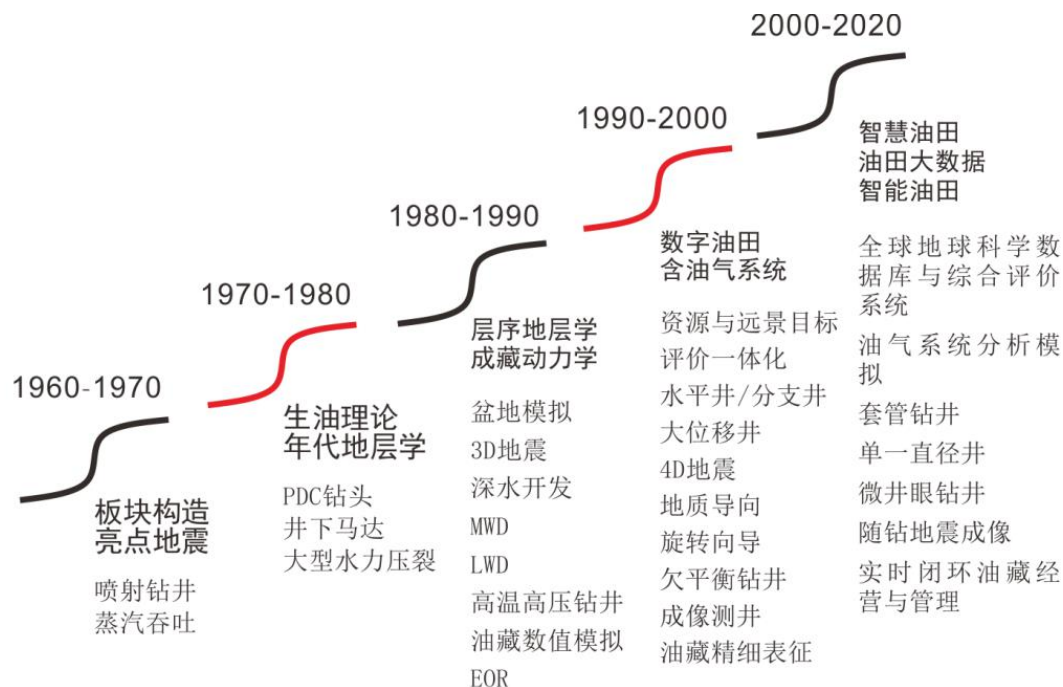 1960-1970
板块构造
亮点地震
喷射钻井
蒸汽吞吐
1970-1980
生油理论
年代地层学
PDC钻头
井下马达
大型水力压裂
1980-1990
层序地层学
成藏动力学
盆地模拟
3D地震
深水开发
MWD
LWD
高温高压钻井
油藏数值模拟
EOR
1990-2000
数字油田
含油气系统
资源与远景目标
评价一体化
水平井/分支井
大位移井
4D地震
地质导向
旋转向导
欠平衡钻井
成像测井
油藏精细表征
2000-2020
智慧油田
油田大数据
智能油田
全球地球科学数
据库与综合评价
系统
油气系统分析模
拟
套管钻井
单一直径井
微井眼钻井
随钻地震成像
实时闭环油藏经
营与管理